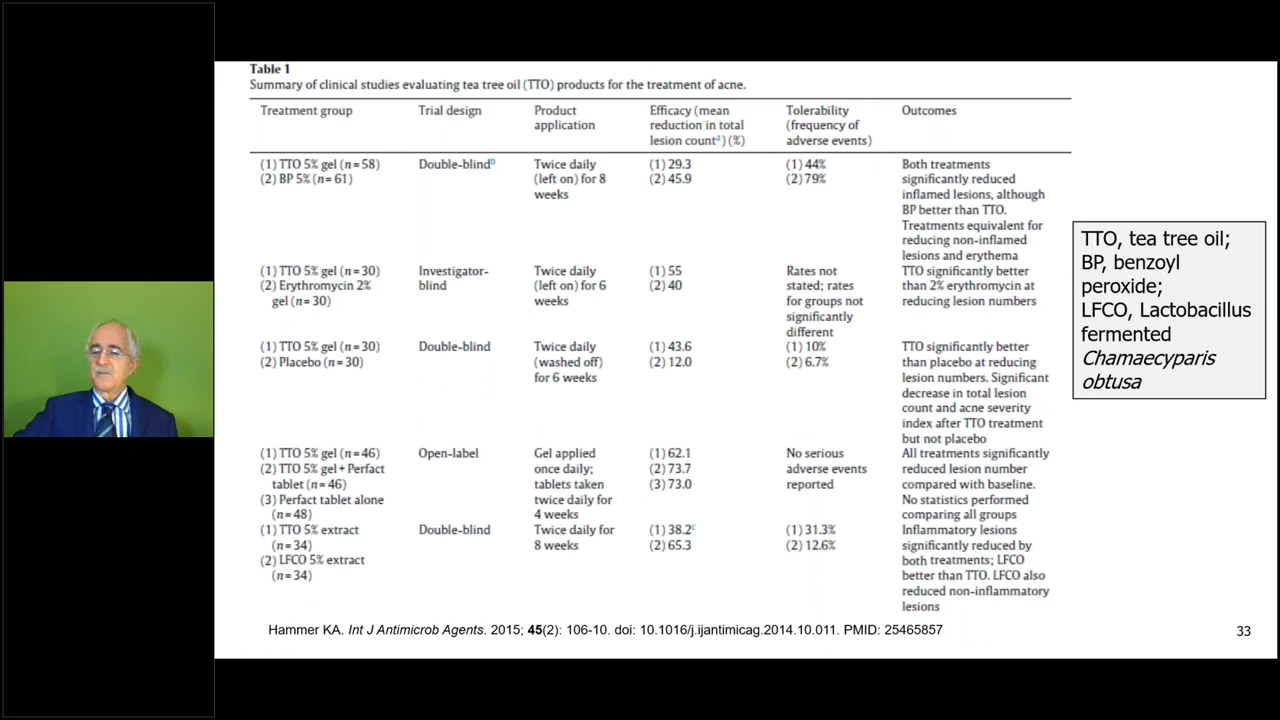 Table 1
Summary of clinical studies evaluating tea tree oil (TTO) products for the treatment of acne.
Treatment group
Trial design
Product
application
Efficacy (mean
reduction in total
lesion countᵃ) (%)
Tolerability
(frequency of
adverse events)
Outcomes
(1) TTO 5% gel (n = 58)
(2) BP 5% (n = 61)
Double-blindᵇ
Twice daily
(left on) for 8
weeks
(1) 29.3
(2) 45.9
(1) 44%
(2) 79%
Both treatments
significantly reduced
inflamed lesions, although
BP better than TTO.
Treatments equivalent for
reducing non-inflamed
lesions and erythema
(1) TTO 5% gel (n = 30)
(2) Erythromycin 2%
gel (n = 30)
Investigator-
blind
Twice daily
(left on) for 6
weeks
(1) 55
(2) 40
Rates not
stated; rates
for groups not
significantly
different
TTO significantly better
than 2% erythromycin at
reducing lesion numbers
(1) TTO 5% gel (n = 30)
(2) Placebo (n = 30)
Double-blind
Twice daily
(washed off)
for 6 weeks
(1) 43.6
(2) 12.0
(1) 10%
(2) 6.7%
TTO significantly better
than placebo at reducing
lesion numbers. Significant
decrease in total lesion
count and acne severity
index after TTO treatment
but not placebo
(1) TTO 5% gel (n = 46)
(2) TTO 5% gel + Perfact
tablet (n = 46)
(3) Perfact tablet alone
(n = 48)
Open-label
Gel applied
once daily;
tablets taken
twice daily for
4 weeks
(1) 62.1
(2) 73.7
(3) 73.0
No serious
adverse events
reported
All treatments significantly
reduced lesion number
compared with baseline.
No statistics performed
comparing all groups
(1) TTO 5% extract
(n = 34)
(2) LFCO 5% extract
(n = 34)
Double-blind
Twice daily for
8 weeks
(1) 38.2ᶜ
(2) 65.3
(1) 31.3%
(2) 12.6%
Inflammatory lesions
significantly reduced by
both treatments; LFCO
better than TTO. LFCO also
reduced non-inflammatory
lesions
TTO, tea tree oil;
BP, benzoyl
peroxide;
LFCO, Lactobacillus
fermented
Chamaecyparis
obtusa
Hammer KA. Int J Antimicrob Agents. 2015; 45(2): 106-10. doi: 10.1016/j.ijantimicag.2014.10.011. PMID: 25465857
33